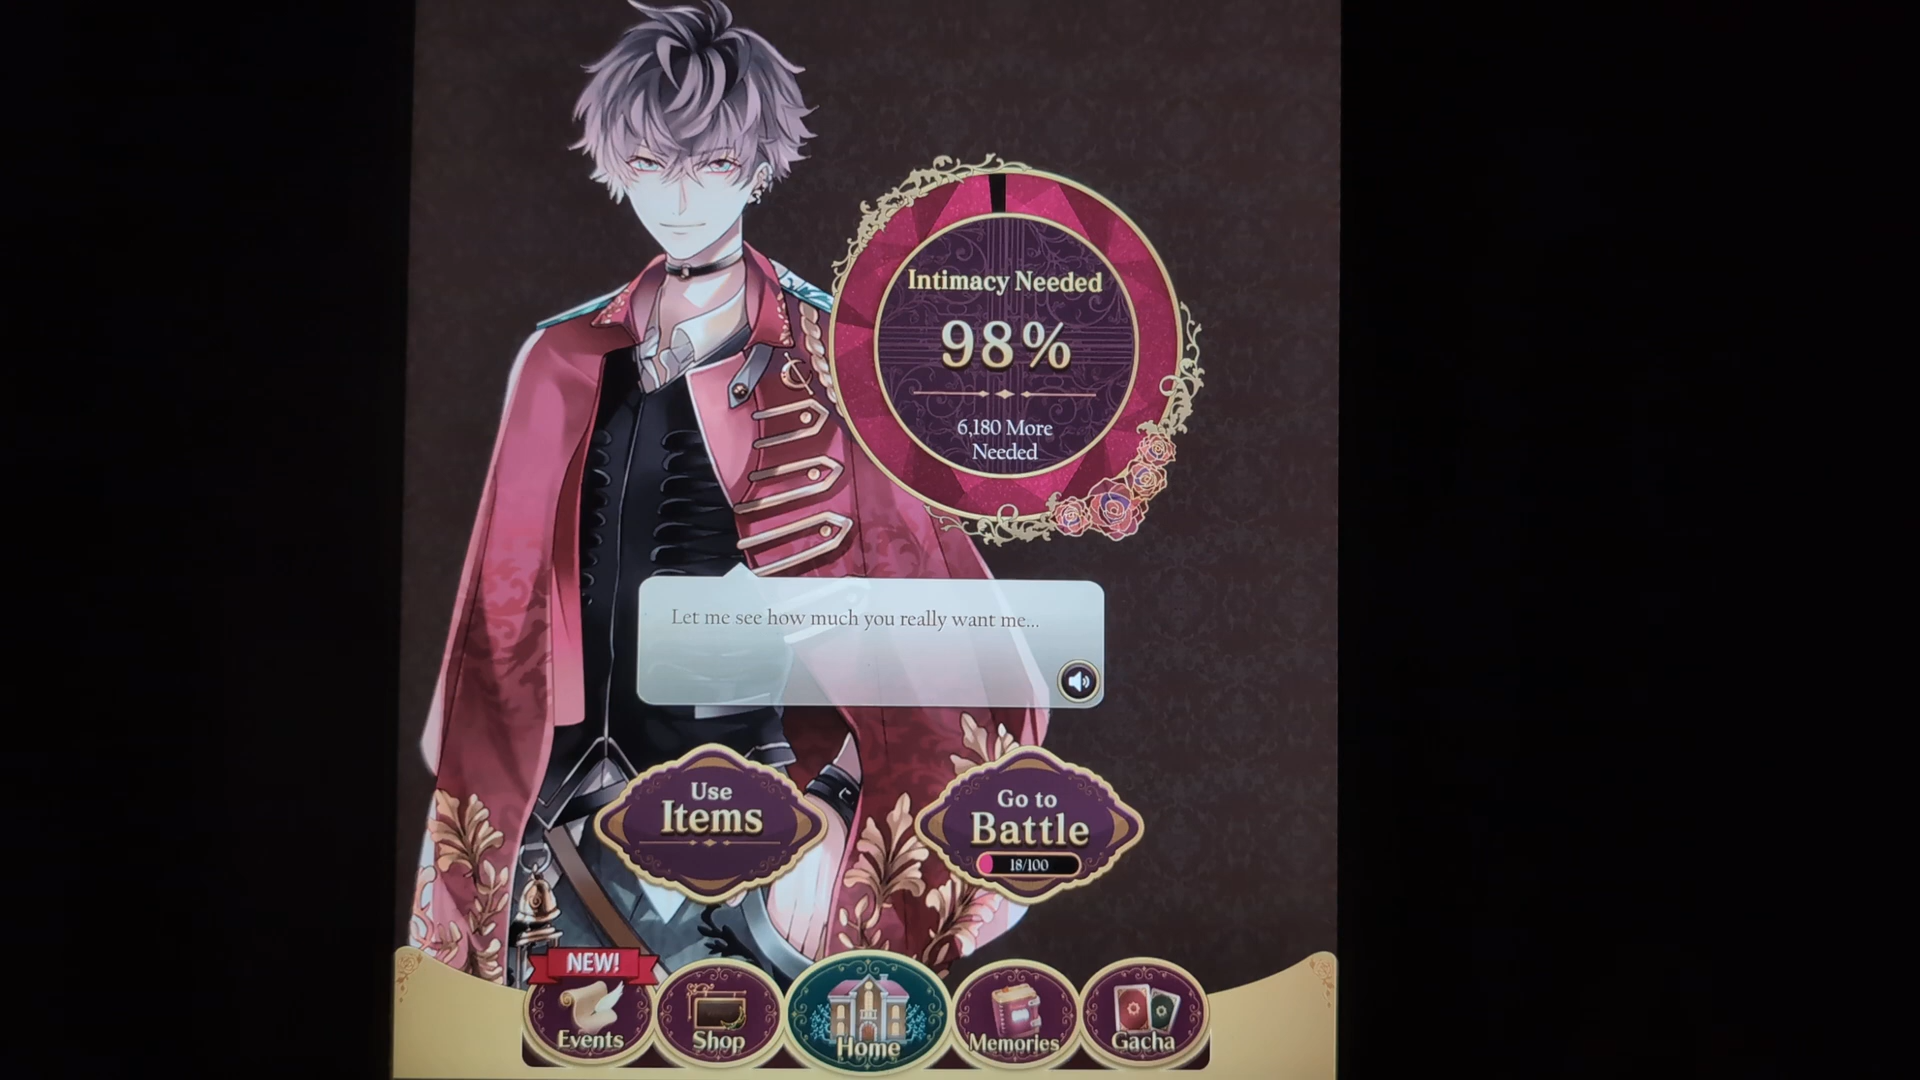 Intimacy Needed
98%
6,180 More
Needed
Let me see how much you really want me...
Use
Items
Go to
Battle
18/100
NEW!
Events
Shop
Home
Memories
Gacha